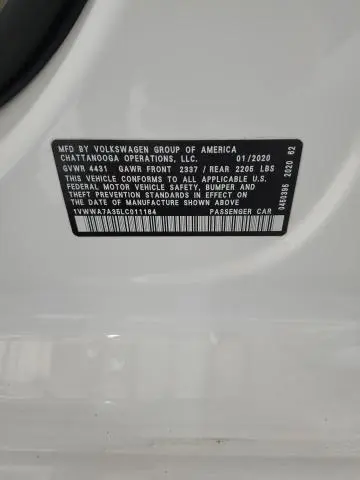 MFD BY VOLKSWAGEN GROUP OF AMERICA
CHATTANOOGA OPERATIONS, LLC. 01/2020
GVWR 4431 GAWR FRONT 2337 / REAR 2205 LBS
THIS VEHICLE CONFORMS TO ALL APPLICABLE U.S.
FEDERAL MOTOR VEHICLE SAFETY, BUMPER AND
THEFT PREVENTION STANDARDS IN EFFECT ON THE
DATE OF MANUFACTURE SHOWN ABOVE
1VWWA7A35LC011164 PASSENGER CAR
0450395 2020 62